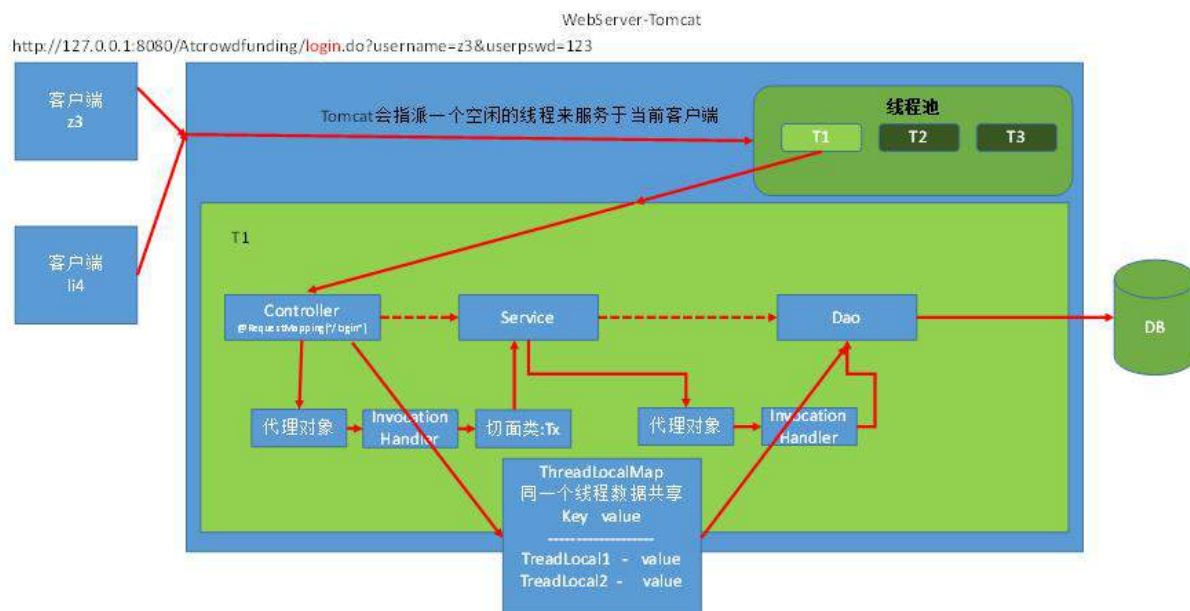 WebServer-Tomcat
http://127.0.0.1:8080/Atcrowdfunding/login.do?username=z3&userpswd=123
客户端
z3
Tomcat会指派一个空闲的线程来服务于当前客户端
线程池
T1
T2
T3
客户端
li4
T1
Controller
@RequestMapping("/login")
Service
Dao
DB
代理对象
Invocation
Handler
切面类:Tx
代理对象
Invocation
Handler
ThreadLocalMap
同一个线程数据共享
Key value
--------------------
TreadLocal1 - value
TreadLocal2 - value